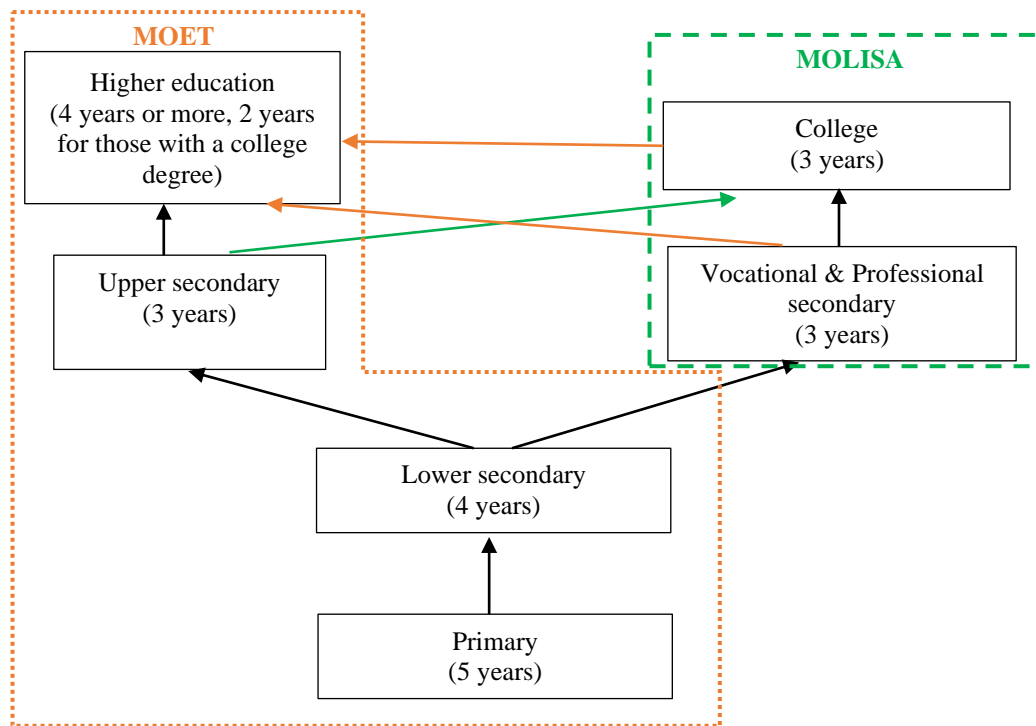 MOET
Higher education
(4 years or more, 2 years
for those with a college
degree)
MOLISA
College
(3 years)
Upper secondary
(3 years)
Vocational & Professional
secondary
(3 years)
Lower secondary
(4 years)
Primary
(5 years)